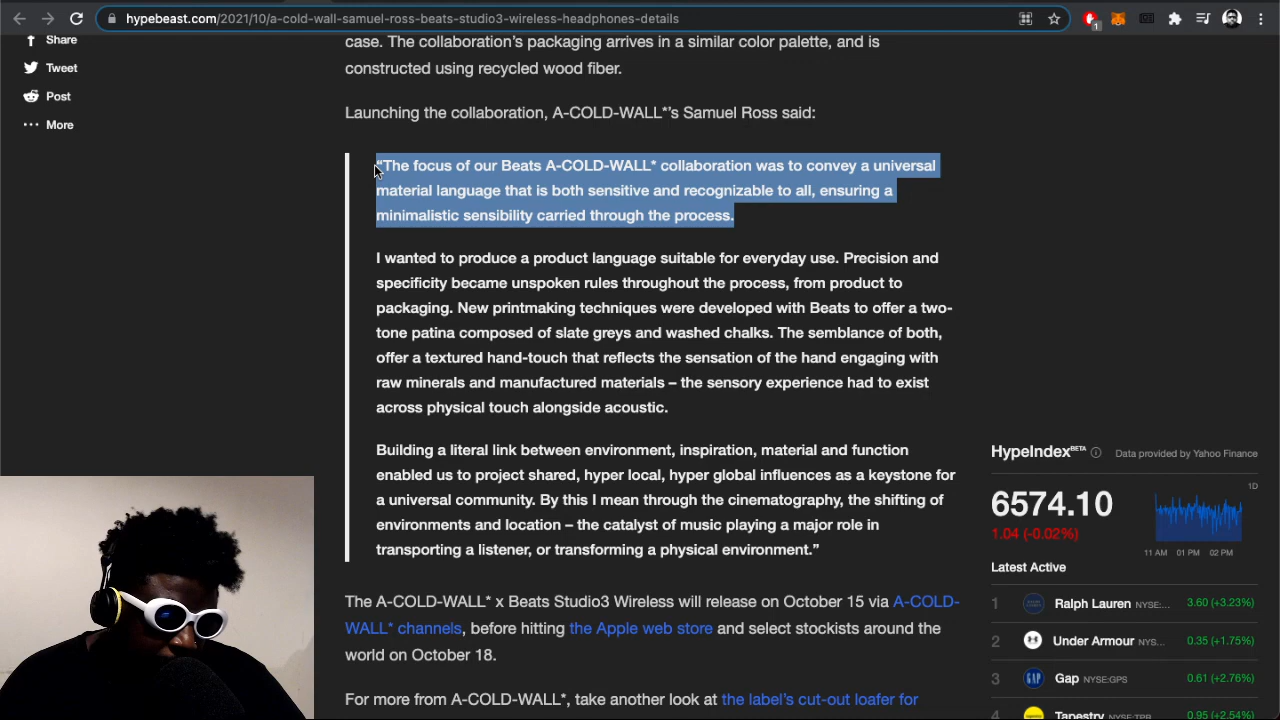 hypebeast.com/2021/10/a-cold-wall-samuel-ross-beats-studio3-wireless-headphones-details
1
Share
Tweet
Post
More
case. The collaboration's packaging arrives in a similar color palette, and is
constructed using recycled wood fiber.
Launching the collaboration, A-COLD-WALL*'s Samuel Ross said:
“The focus of our Beats A-COLD-WALL* collaboration was to convey a universal
material language that is both sensitive and recognizable to all, ensuring a
minimalistic sensibility carried through the process.
I wanted to produce a product language suitable for everyday use. Precision and
specificity became unspoken rules throughout the process, from product to
packaging. New printmaking techniques were developed with Beats to offer a two-
tone patina composed of slate greys and washed chalks. The semblance of both,
offer a textured hand-touch that reflects the sensation of the hand engaging with
raw minerals and manufactured materials – the sensory experience had to exist
across physical touch alongside acoustic.
Building a literal link between environment, inspiration, material and function
enabled us to project shared, hyper local, hyper global influences as a keystone for
a universal community. By this I mean through the cinematography, the shifting of
environments and location – the catalyst of music playing a major role in
transporting a listener, or transforming a physical environment.”
The A-COLD-WALL* x Beats Studio3 Wireless will release on October 15 via A-COLD-
WALL* channels, before hitting the Apple web store and select stockists around the
world on October 18.
For more from A-COLD-WALL*, take another look at the label's cut-out loafer for
HypeIndex BETA Data provided by Yahoo Finance
6574.10
1.04 (-0.02%)
1D
11 AM 01 PM 02 PM
Latest Active
1 Ralph Lauren NYSE:... 3.60 (+3.23%)
2 Under Armour NYS... 0.35 (+1.75%)
3 GAP Gap NYSE:GPS 0.61 (+2.76%)
4 Tapestry NYSE:TPR 0.95 (+2.54%)